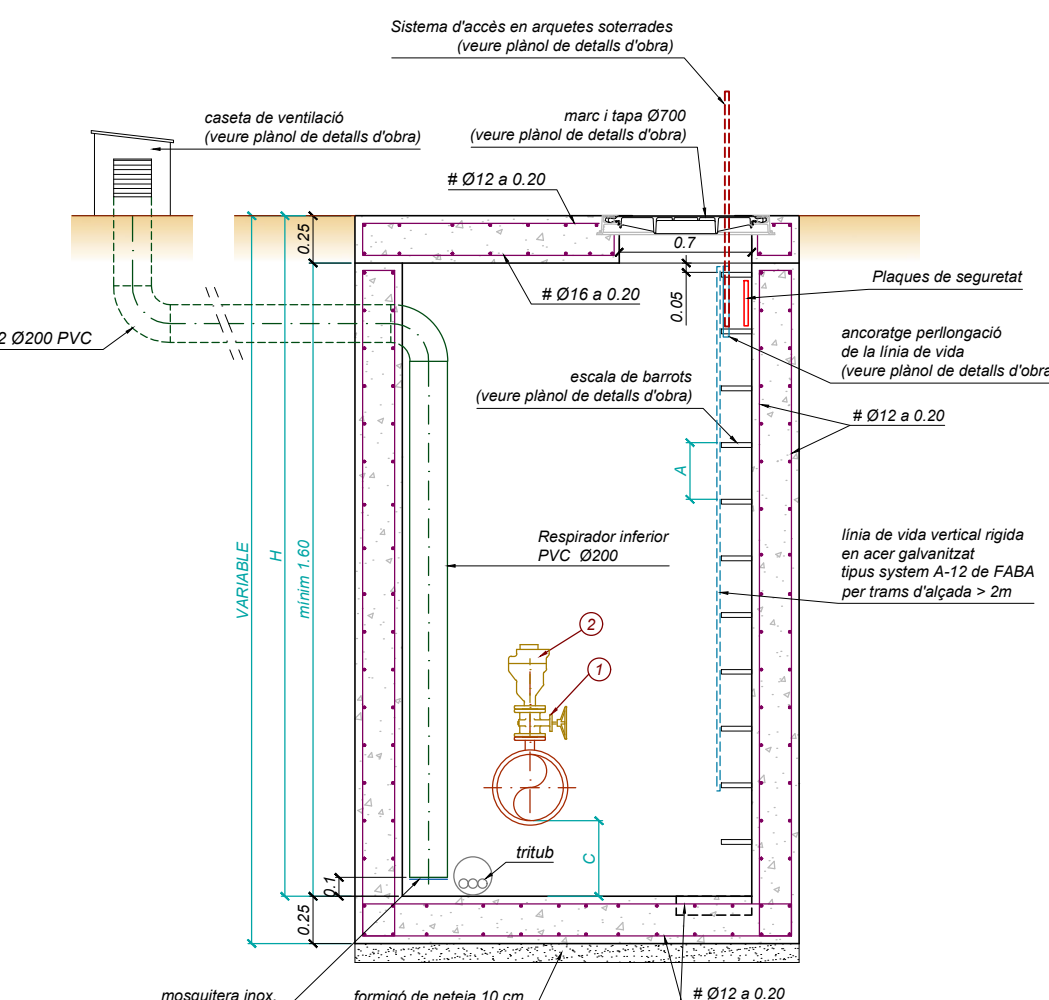 Sistema d'accès en arquetes soterrades
(veure plànol de detalls d'obra)
caseta de ventilació
(veure plànol de detalls d'obra)
marc i tapa Ø700
(veure plànol de detalls d'obra)
# Ø12 a 0.20
0.25
0.7
# Ø16 a 0.20
0.05
Plaques de seguretat
2 Ø200 PVC
ancoratge perllongació
de la línia de vida
(veure plànol de detalls d'obra
escala de barrots
(veure plànol de detalls d'obra)
# Ø12 a 0.20
A
VARIABLE
H
mínim 1.60
Respirador inferior
PVC Ø200
línia de vida vertical rigida
en acer galvanitzat
tipus system A-12 de FABA
per trams d'alçada > 2m
2
1
C
tritub
0.1
0.25
mosquitera inox.
formigó de neteja 10 cm
# Ø12 a 0.20